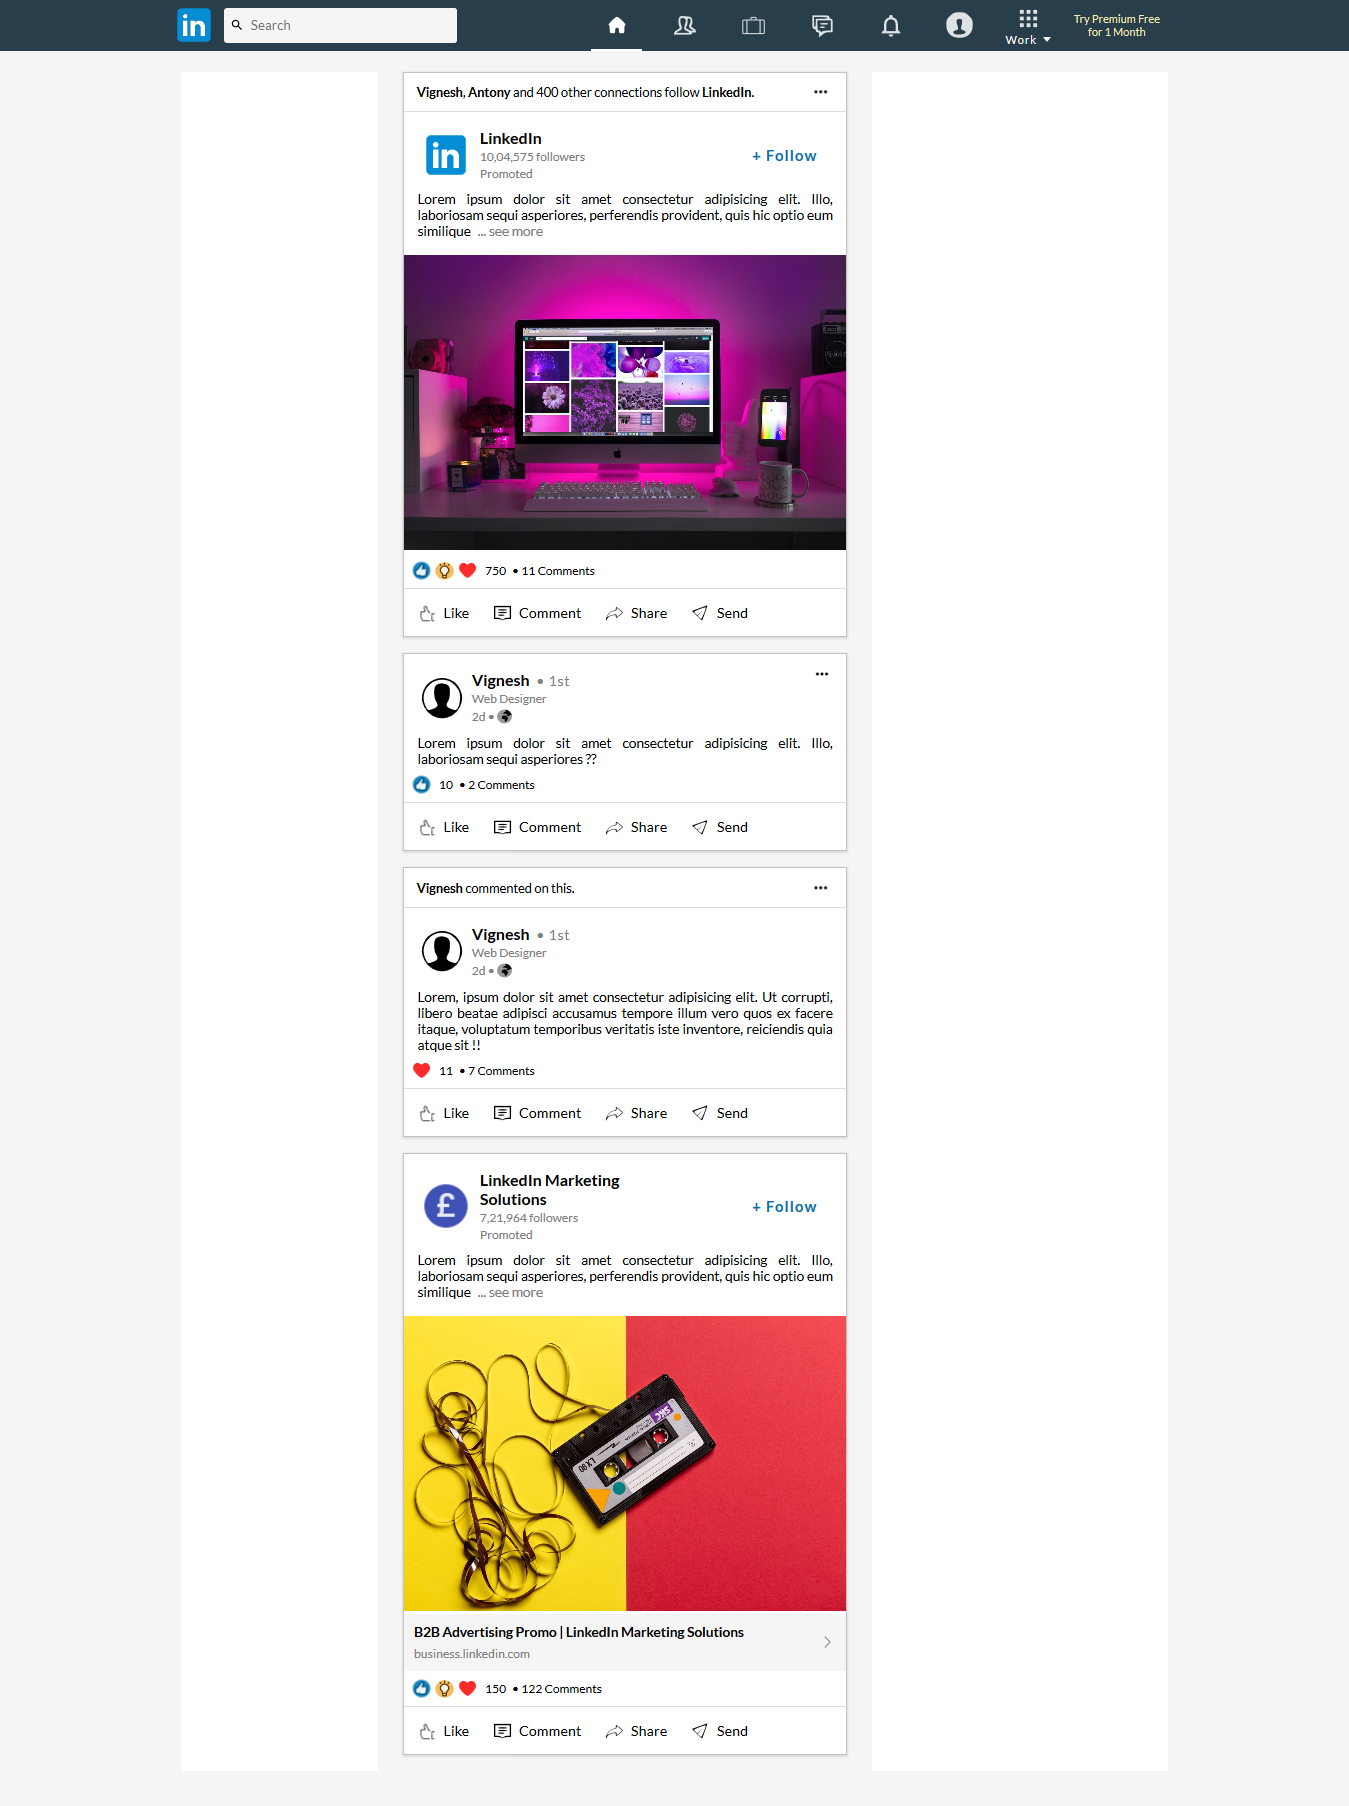 in
Search
Work
Try Premium Free
for 1 Month
Vignesh, Antony and 400 other connections follow LinkedIn.
in
LinkedIn
10,04,575 followers
Promoted
+ Follow
Lorem ipsum dolor sit amet consectetur adipisicing elit. Illo,
laboriosam sequi asperiores, perferendis provident, quis hic optio eum
similique ... see more
750 • 11 Comments
Like Comment Share Send
Vignesh • 1st
Web Designer
2d •
Lorem ipsum dolor sit amet consectetur adipisicing elit. Illo,
laboriosam sequi asperiores ??
10 • 2 Comments
Like Comment Share Send
Vignesh commented on this.
Vignesh • 1st
Web Designer
2d •
Lorem, ipsum dolor sit amet consectetur adipisicing elit. Ut corrupti,
libero beatae adipisci accusamus tempore illum vero quos ex facere
itaque, voluptatum temporibus veritatis iste inventore, reiciendis quia
atque sit !!
11 • 7 Comments
Like Comment Share Send
£
LinkedIn Marketing
Solutions
7,21,964 followers
Promoted
+ Follow
Lorem ipsum dolor sit amet consectetur adipisicing elit. Illo,
laboriosam sequi asperiores, perferendis provident, quis hic optio eum
similique ... see more
LX 90
B2B Advertising Promo | LinkedIn Marketing Solutions
business.linkedin.com
150 • 122 Comments
Like Comment Share Send